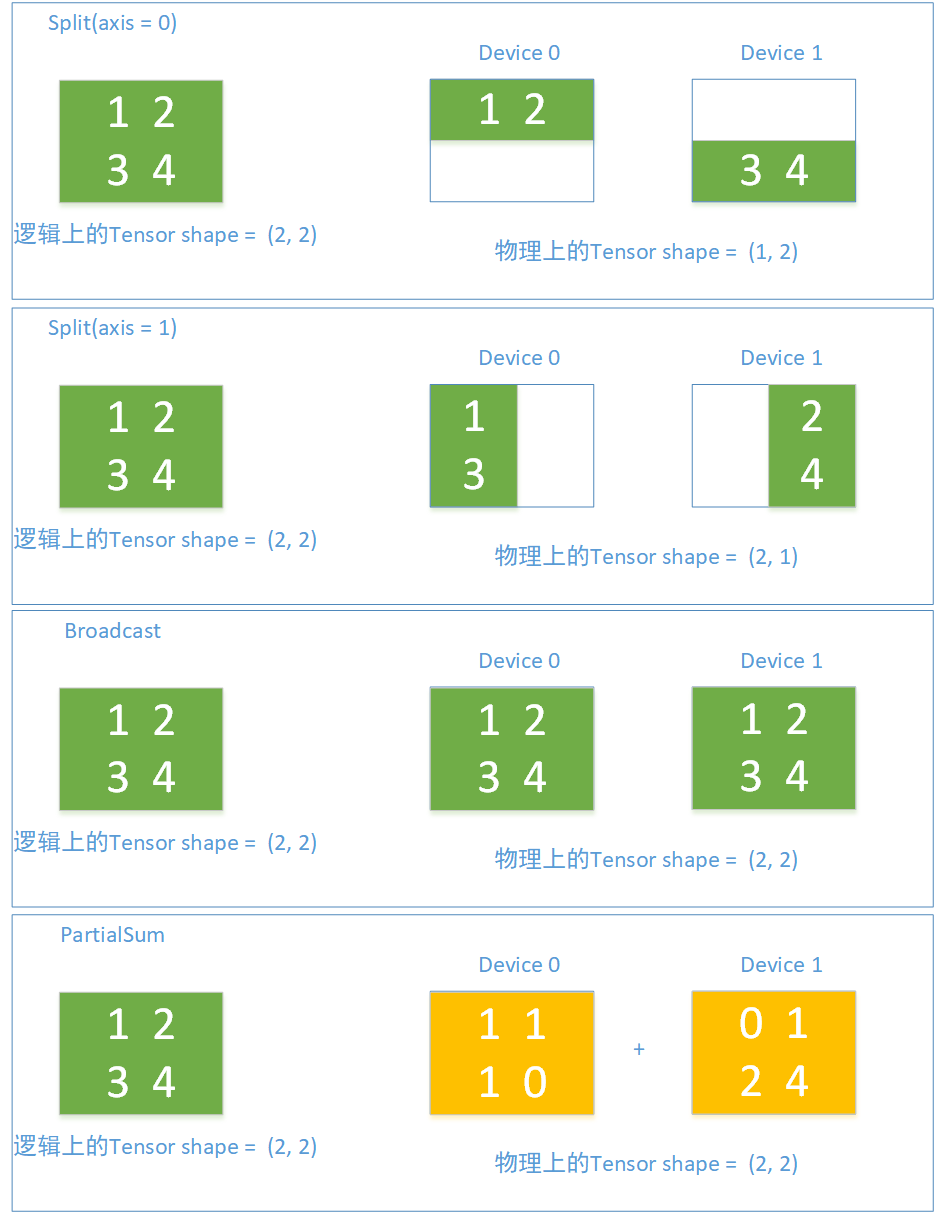 Split(axis = 0)
Device 0 Device 1
1 2 1 2
3 4 3 4
逻辑上的Tensor shape = (2, 2)
物理上的Tensor shape = (1, 2)
Split(axis = 1)
Device 0 Device 1
1 2 1 2
3 4 3 4
逻辑上的Tensor shape = (2, 2)
物理上的Tensor shape = (2, 1)
Broadcast
Device 0 Device 1
1 2 1 2 1 2
3 4 3 4 3 4
逻辑上的Tensor shape = (2, 2)
物理上的Tensor shape = (2, 2)
PartialSum
Device 0 Device 1
1 2 1 1 0 1
+
3 4 1 0 2 4
逻辑上的Tensor shape = (2, 2)
物理上的Tensor shape = (2, 2)